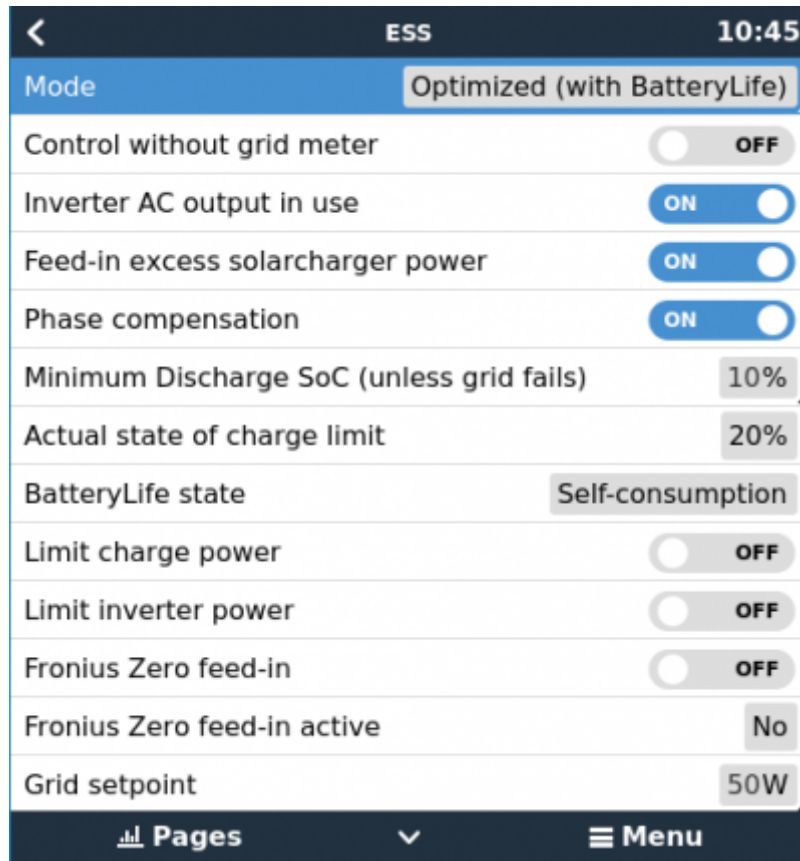 ESS 10:45
Mode Optimized (with BatteryLife)
Control without grid meter OFF
Inverter AC output in use ON
Feed-in excess solarcharger power ON
Phase compensation ON
Minimum Discharge SoC (unless grid fails) 10%
Actual state of charge limit 20%
BatteryLife state Self-consumption
Limit charge power OFF
Limit inverter power OFF
Fronius Zero feed-in OFF
Fronius Zero feed-in active No
Grid setpoint 50W
Pages Menu